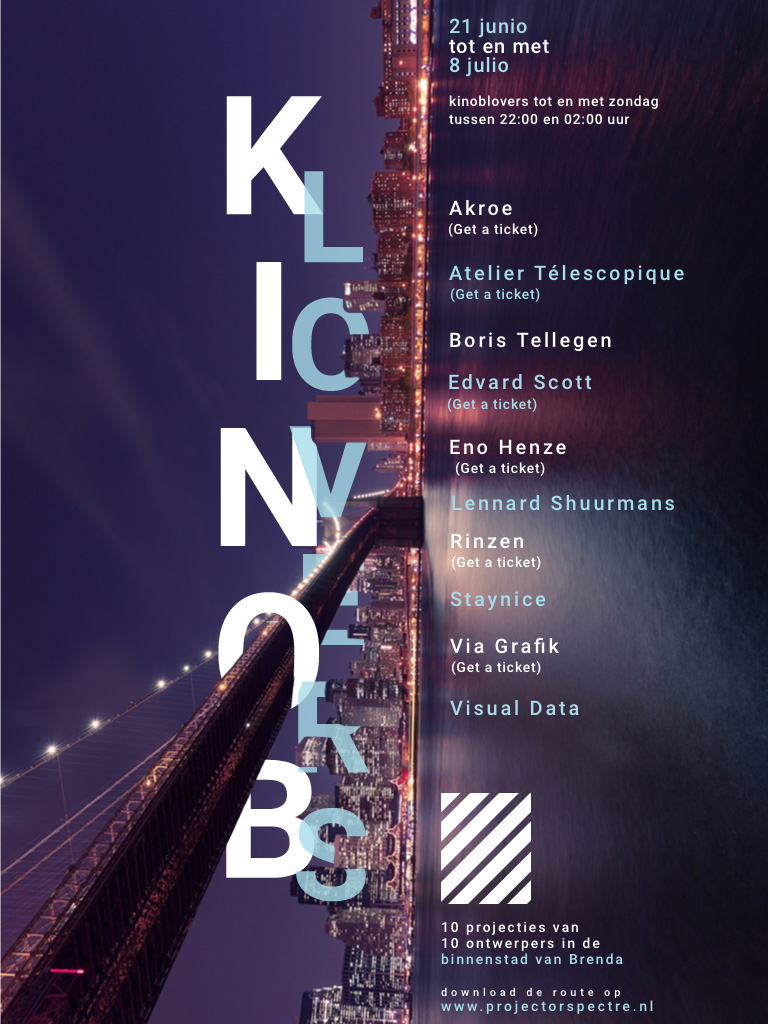 KINOB
LOVERS
21 junio
tot en met
8 julio
kinoblovers tot en met zondag
tussen 22:00 en 02:00 uur
Akroe
(Get a ticket)
Atelier Télescopique
(Get a ticket)
Boris Tellegen
Edvard Scott
(Get a ticket)
Eno Henze
(Get a ticket)
Lennard Shuurmans
Rinzen
(Get a ticket)
Staynice
Via Grafik
(Get a ticket)
Visual Data
10 projecties van
10 ontwerpers in de
binnenstad van Brenda
download de route op
www.projectorspectre.nl